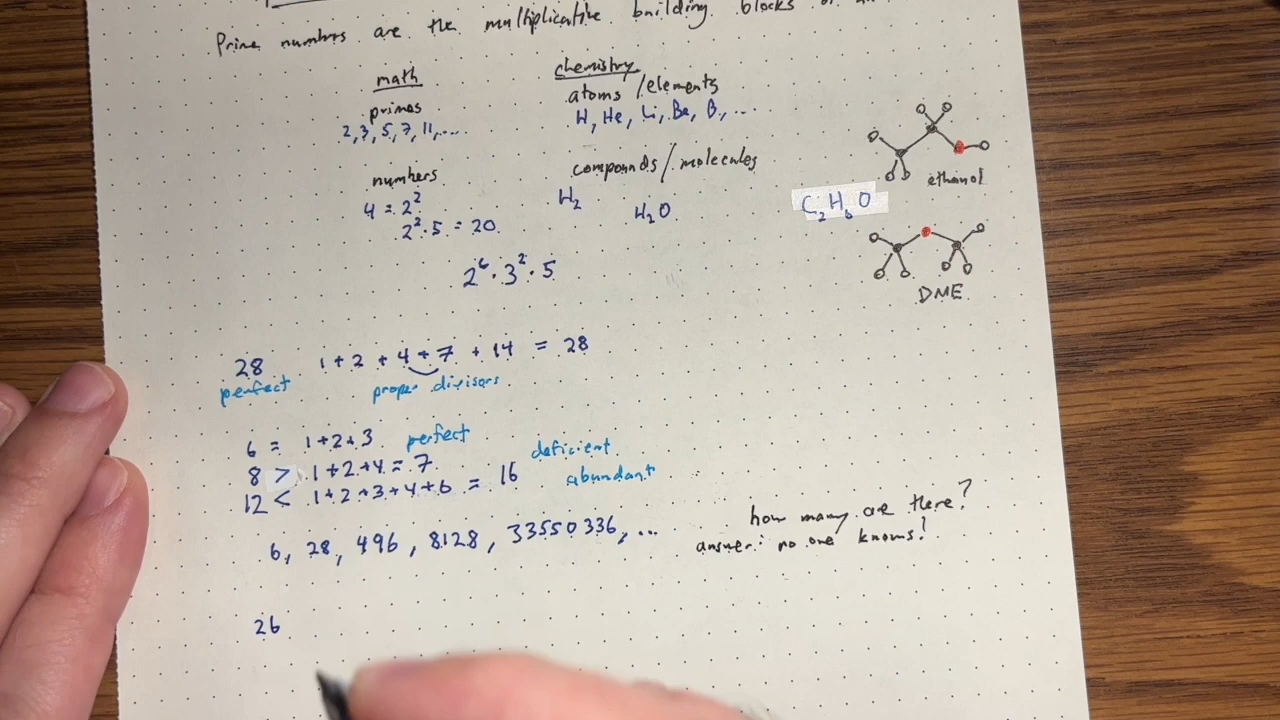 Prime numbers are the multiplicative building blocks
math
primes
2, 3, 5, 7, 11, ...
numbers
4 = 2²
2²·5 = 20
chemistry
atoms/elements
H, He, Li, Be, B, ...
compounds/molecules
H₂
H₂O
C₂H₆O
ethanol
DME
2⁶·3²·5
28 1+2+4+7+14 = 28
perfect proper divisors
6 = 1+2+3 perfect
8 > 1+2+4 = 7 deficient
12 < 1+2+3+4+6 = 16 abundant
6, 28, 496, 8128, 33550336, ...
how many are there?
answer: no one knows!
26